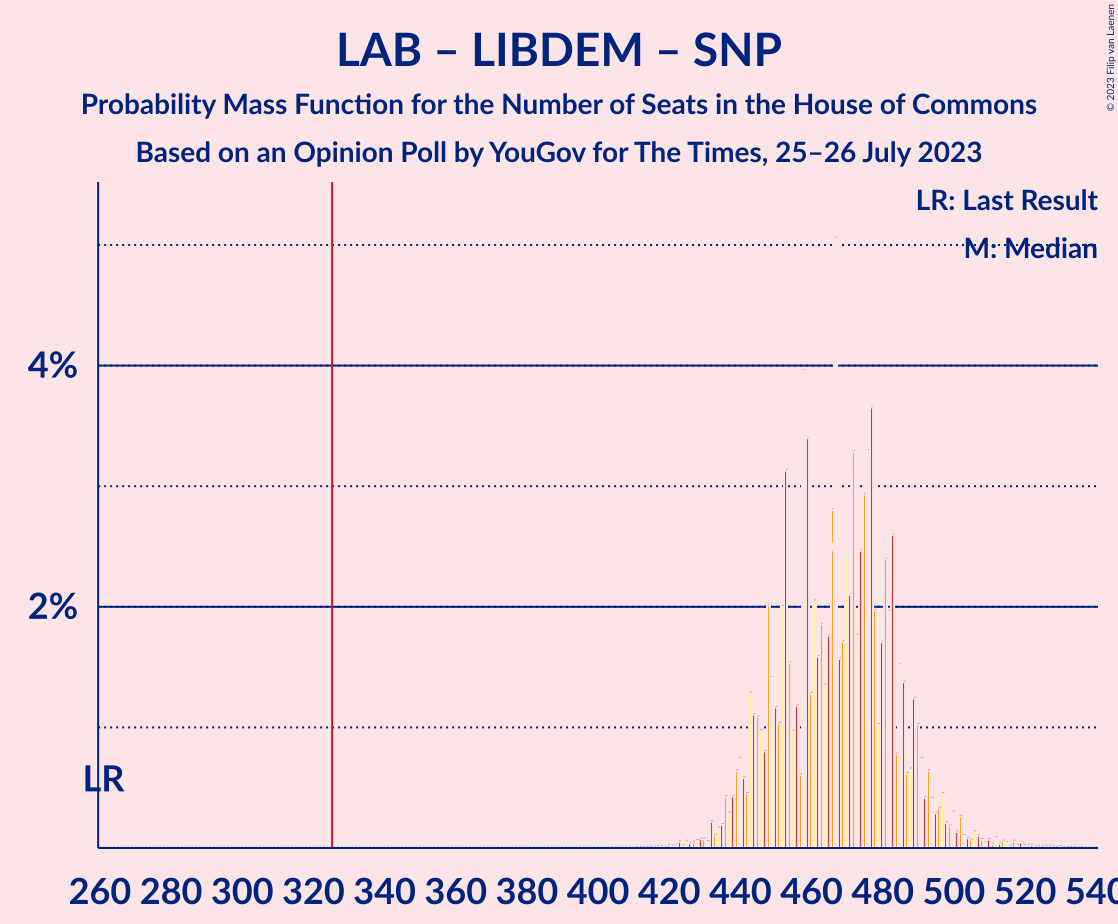 LAB – LIBDEM – SNP
Probability Mass Function for the Number of Seats in the House of Commons
Based on an Opinion Poll by YouGov for The Times, 25–26 July 2023
© 2023 Filip van Laenen
LR: Last Result
M: Median
4%
2%
LR
260 280 300 320 340 360 380 400 420 440 460 480 500 520 540